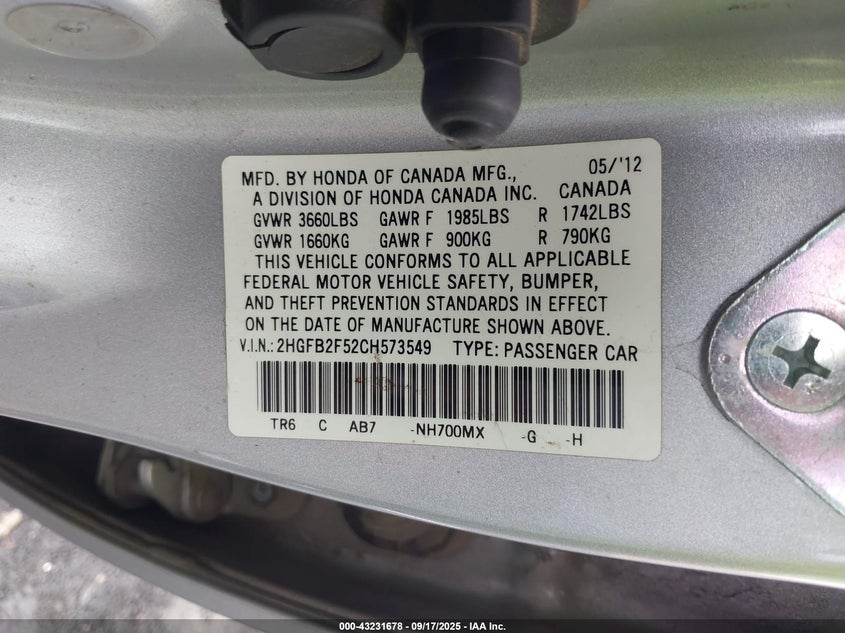 MFD. BY HONDA OF CANADA MFG., 05/'12
A DIVISION OF HONDA CANADA INC. CANADA
GVWR 3660LBS GAWR F 1985LBS R 1742LBS
GVWR 1660KG GAWR F 900KG R 790KG
THIS VEHICLE CONFORMS TO ALL APPLICABLE
FEDERAL MOTOR VEHICLE SAFETY, BUMPER,
AND THEFT PREVENTION STANDARDS IN EFFECT
ON THE DATE OF MANUFACTURE SHOWN ABOVE.
V.I.N.: 2HGFB2F52CH573549 TYPE: PASSENGER CAR
TR6 C AB7 -NH700MX -G -H
000-43231678 - 09/17/2025 - IAA Inc.